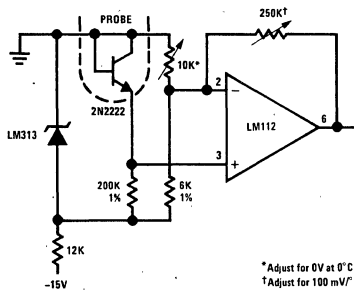 PROBE
250K†
10K*
2N2222
2
LM112
6
LM313
3
200K
1%
6K
1%
12K
-15V
*Adjust for 0V at 0°C
†Adjust for 100 mV/°